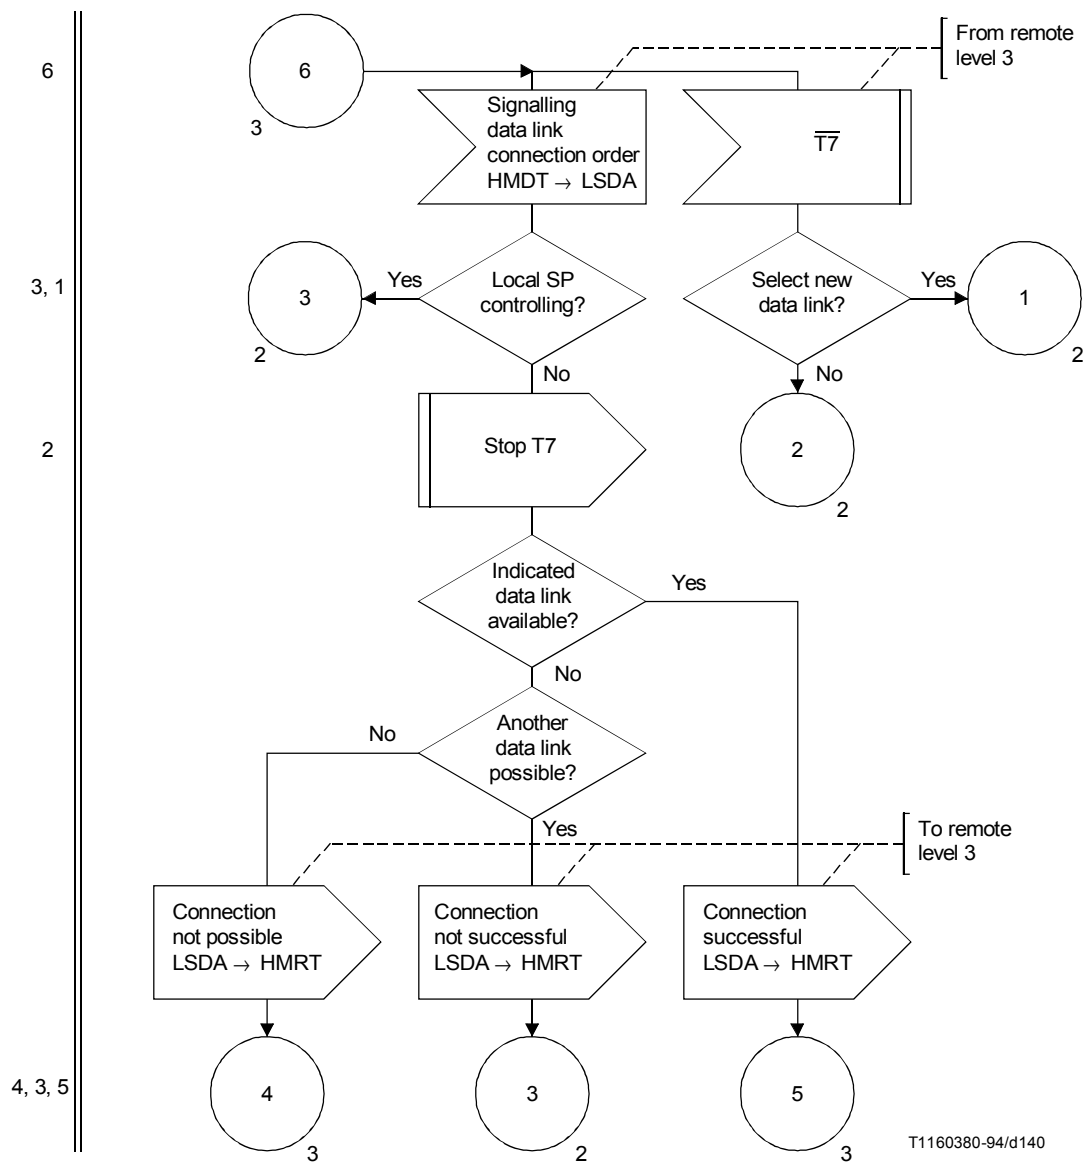 From remote
level 3
6
6
3
Signalling
data link
connection order
HMDT → LSDA
T7
3, 1
3
2
Yes
Local SP
controlling?
No
Select new
data link?
Yes
1
2
No
2
2
2
Stop T7
Indicated
data link
available?
Yes
No
Another
data link
possible?
No
Yes
To remote
level 3
Connection
not possible
LSDA → HMRT
Connection
not successful
LSDA → HMRT
Connection
successful
LSDA → HMRT
4, 3, 5
4
3
3
2
5
3
T1160380-94/d140